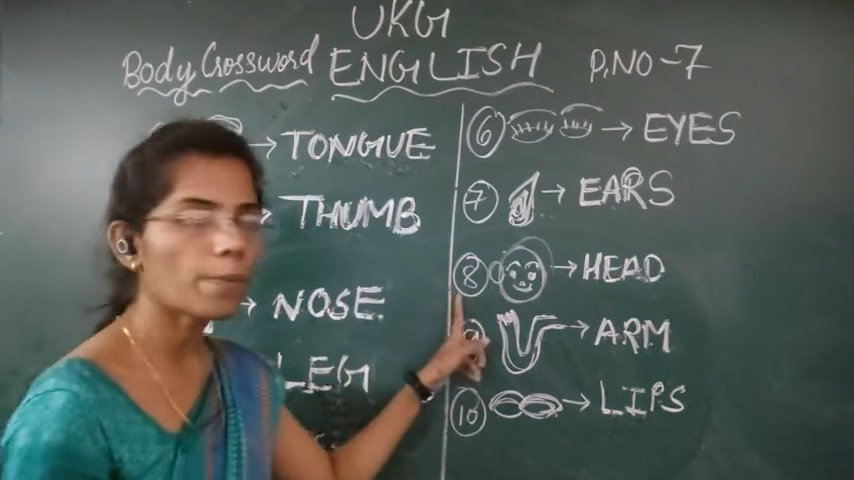 UKG
Body Crossword ENGLISH P.NO-7
→ TONGUE
→ THUMB
→ NOSE
LEG
6 → EYES
7 → EARS
8 → HEAD
9 → ARM
10 → LIPS